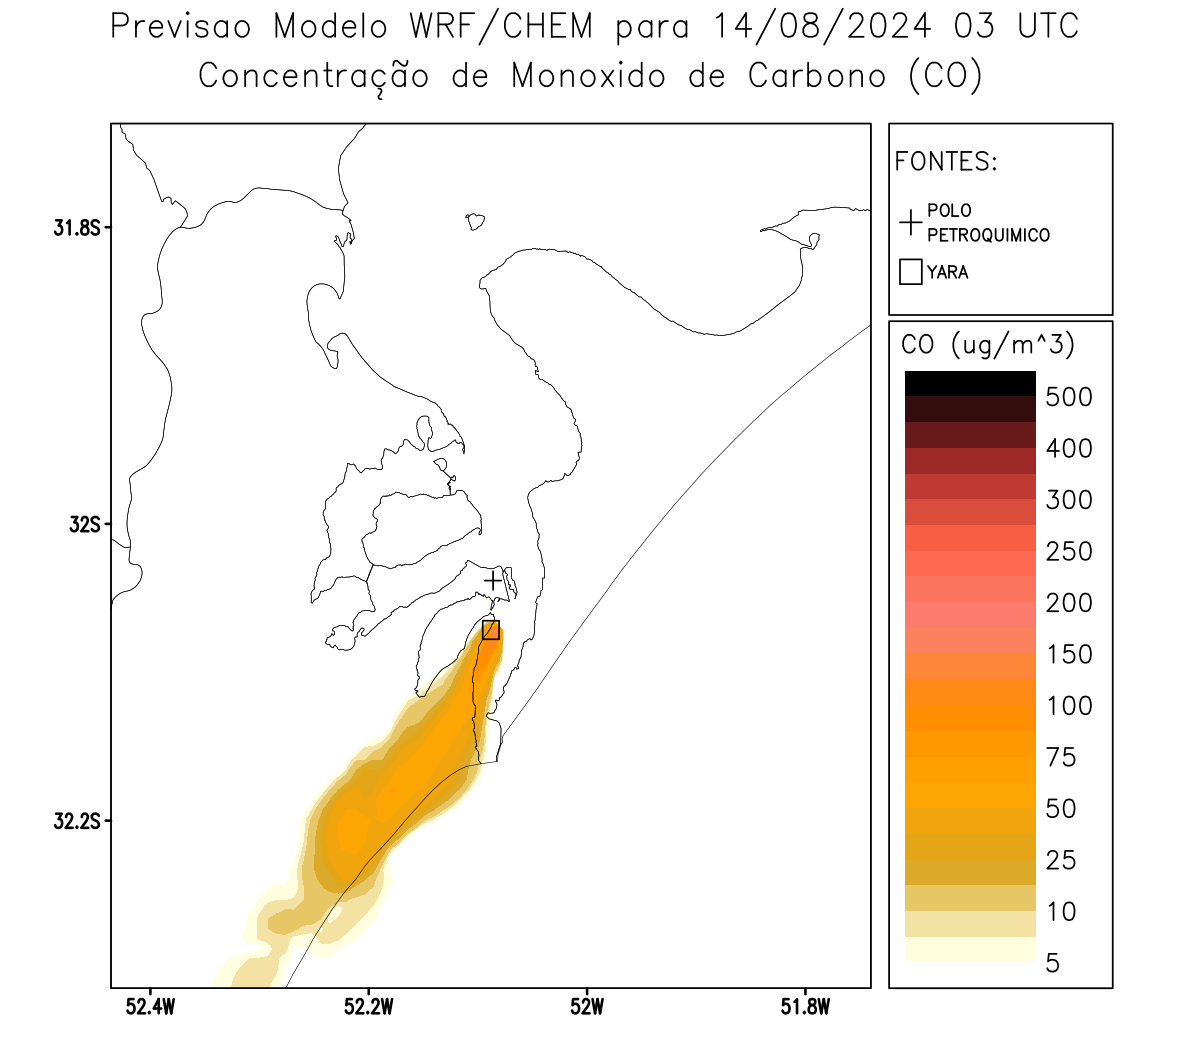 Previsao Modelo WRF/CHEM para 14/08/2024 03 UTC
Concentração de Monoxido de Carbono (CO)
FONTES:
POLO
PETROQUIMICO
YARA
CO (ug/m^3)
500
400
300
250
200
150
100
75
50
25
10
5
31.8S
32S
32.2S
52.4W
52.2W
52W
51.8W